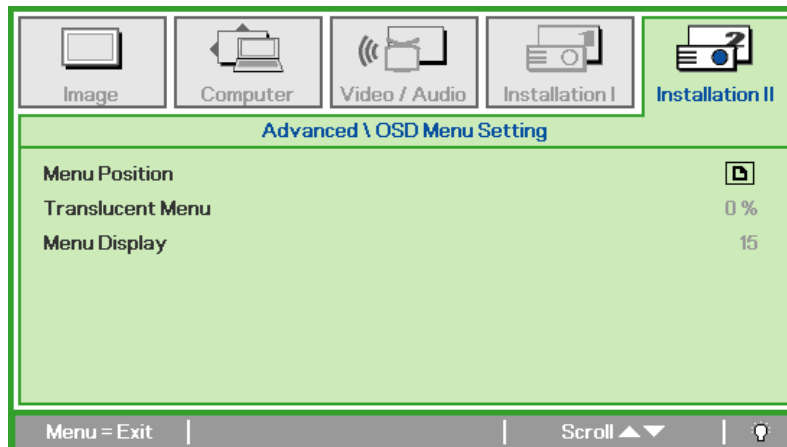 Image
Computer
Video / Audio
Installation I
Installation II
Advanced \ OSD Menu Setting
Menu Position
Translucent Menu 0 %
Menu Display 15
Menu = Exit Scroll ▲▼